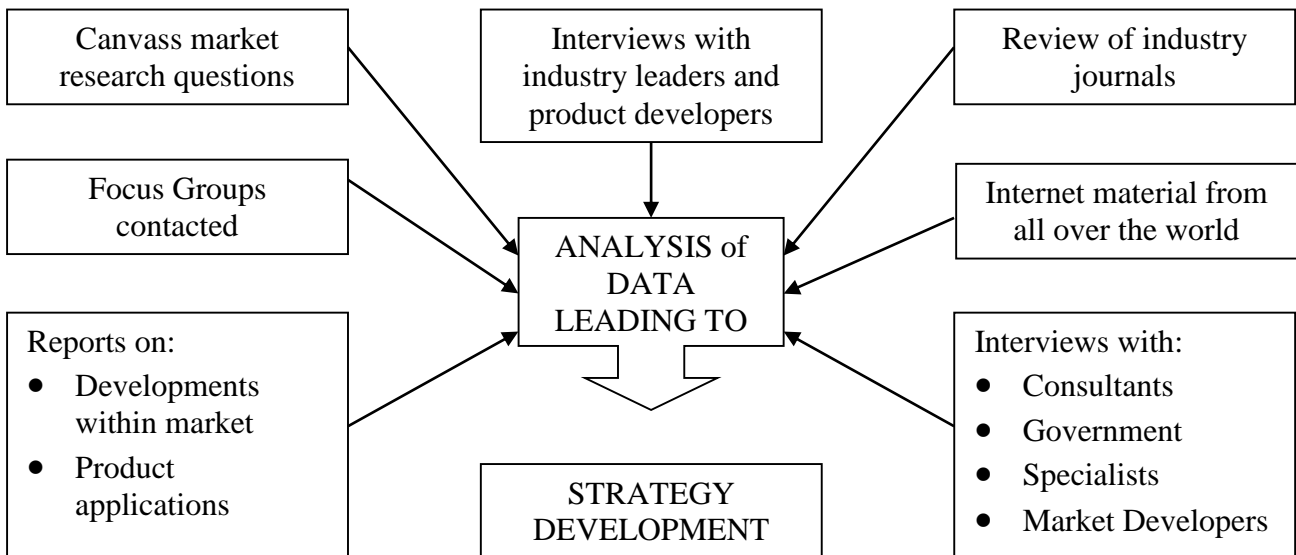 Canvass market
research questions
Interviews with
industry leaders and
product developers
Review of industry
journals
Focus Groups
contacted
Internet material from
all over the world
ANALYSIS of
DATA
LEADING TO
Reports on:
● Developments
within market
● Product
applications
Interviews with:
● Consultants
● Government
● Specialists
● Market Developers
STRATEGY
DEVELOPMENT